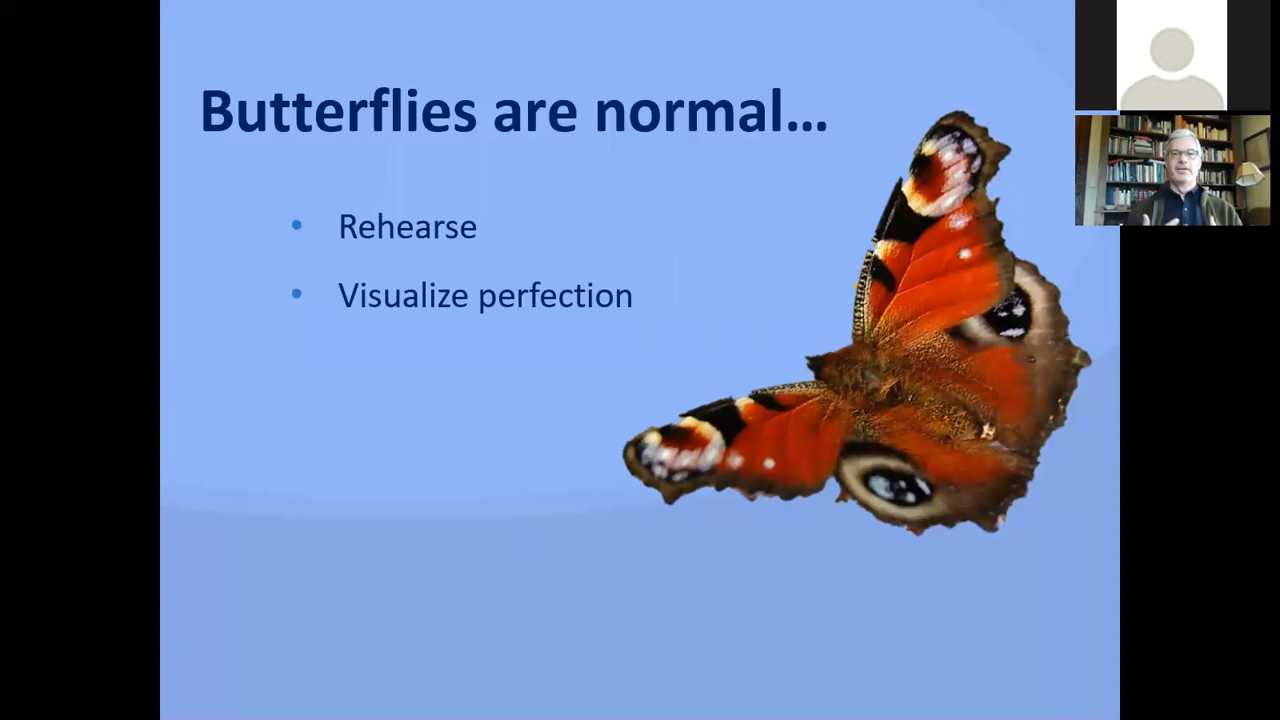 Butterflies are normal…
• Rehearse
• Visualize perfection